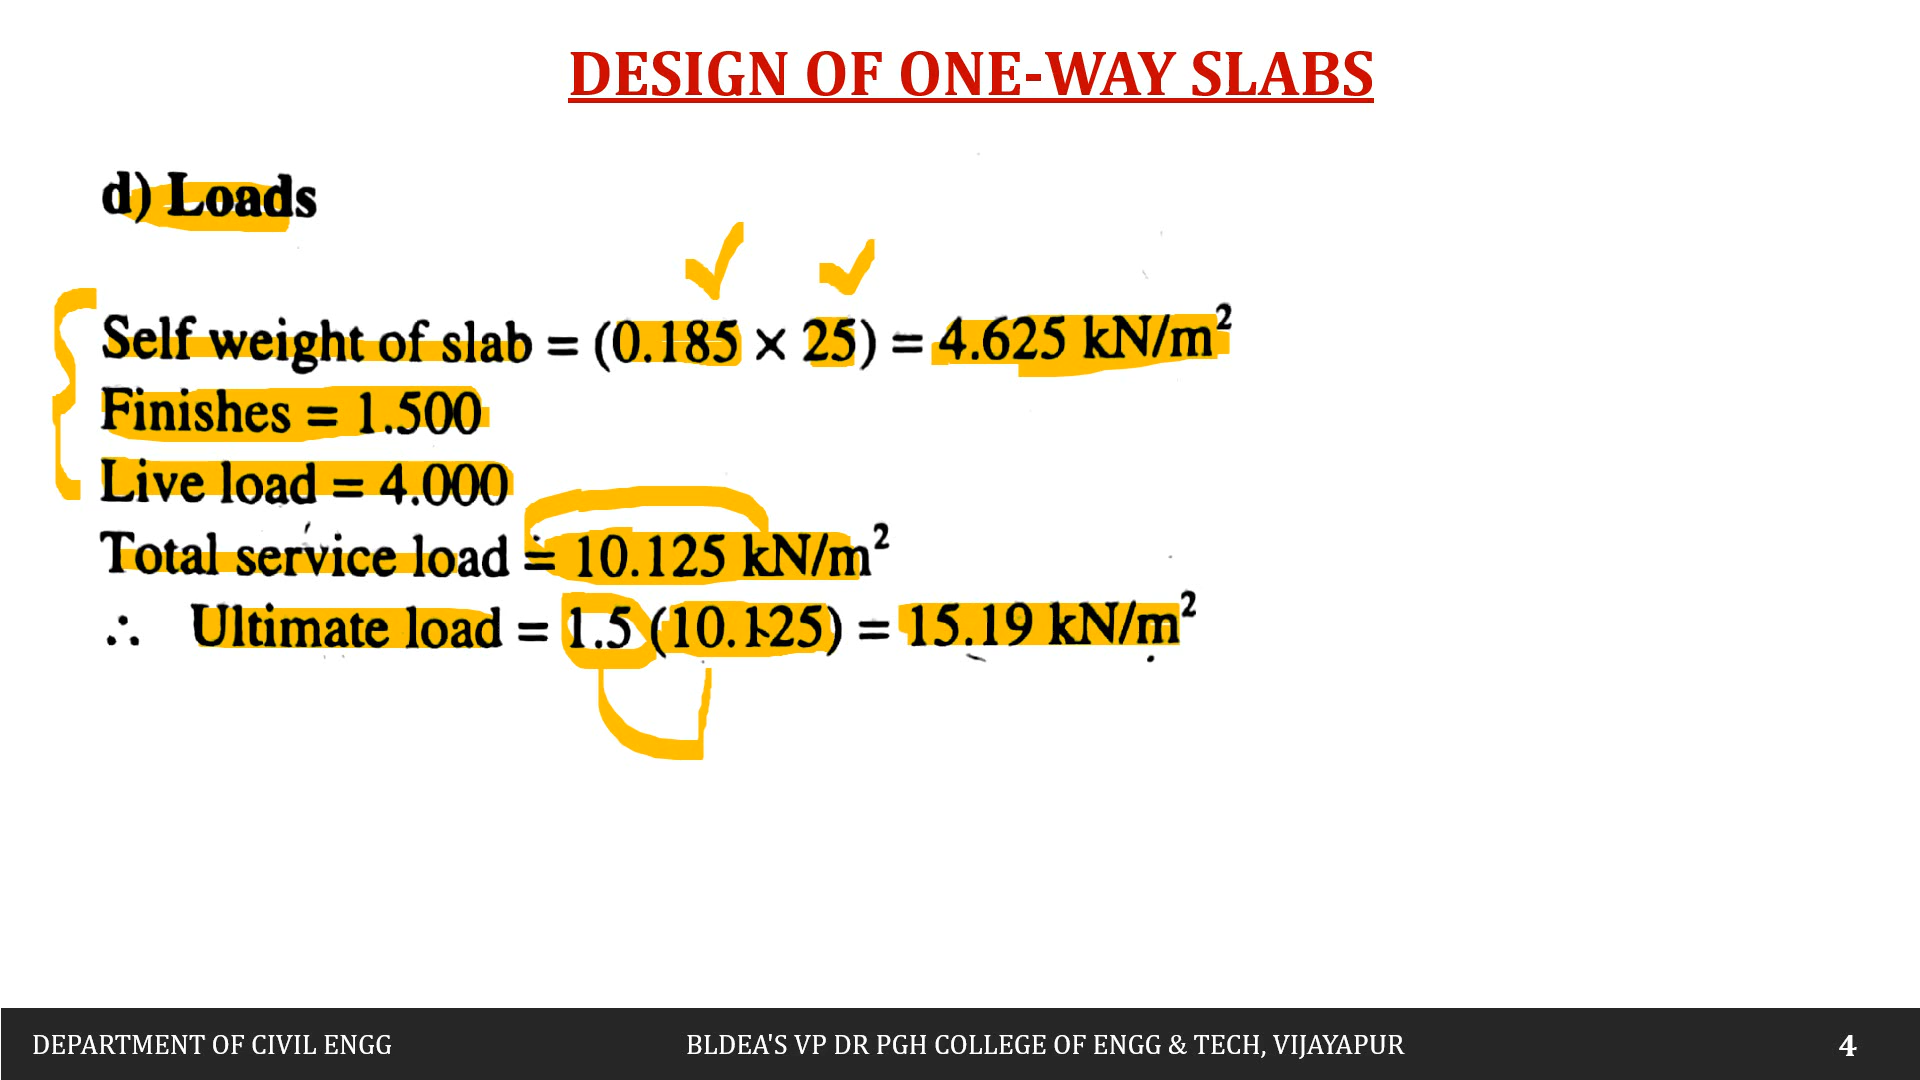 DESIGN OF ONE-WAY SLABS
d) Loads
Self weight of slab = (0.185 × 25) = 4.625 kN/m²
Finishes = 1.500
Live load = 4.000
Total service load = 10.125 kN/m²
∴ Ultimate load = 1.5 (10.125) = 15.19 kN/m²
DEPARTMENT OF CIVIL ENGG BLDEA'S VP DR PGH COLLEGE OF ENGG & TECH, VIJAYAPUR 4